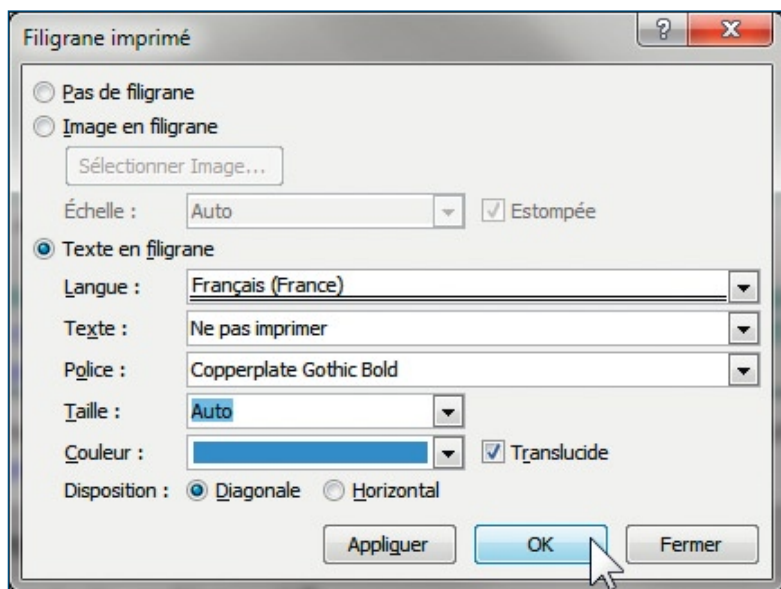 Filigrane imprimé
Pas de filigrane
Image en filigrane
Sélectionner Image...
Échelle : Auto Estompée
Texte en filigrane
Langue : Français (France)
Texte : Ne pas imprimer
Police : Copperplate Gothic Bold
Taille : Auto
Couleur : Translucide
Disposition : Diagonale Horizontal
Appliquer OK Fermer